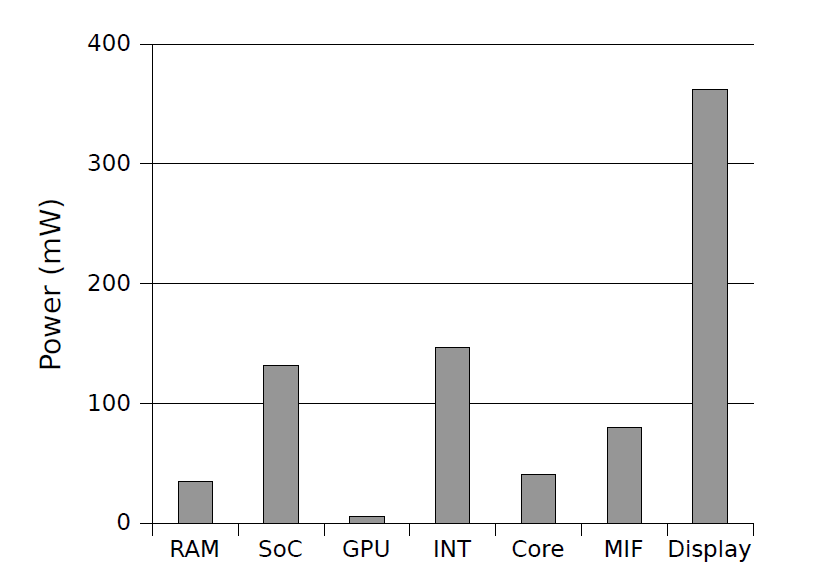 400
300
200
100
0
Power (mW)
RAM SoC GPU INT Core MIF Display